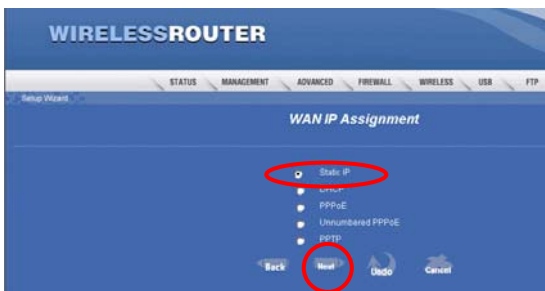 WIRELESSROUTER
STATUS MANAGEMENT ADVANCED FIREWALL WIRELESS USB FTP
Setup Wizard
WAN IP Assignment
Static IP
DHCP
PPPoE
Unnumbered PPPoE
PPTP
Back Next Undo Cancel